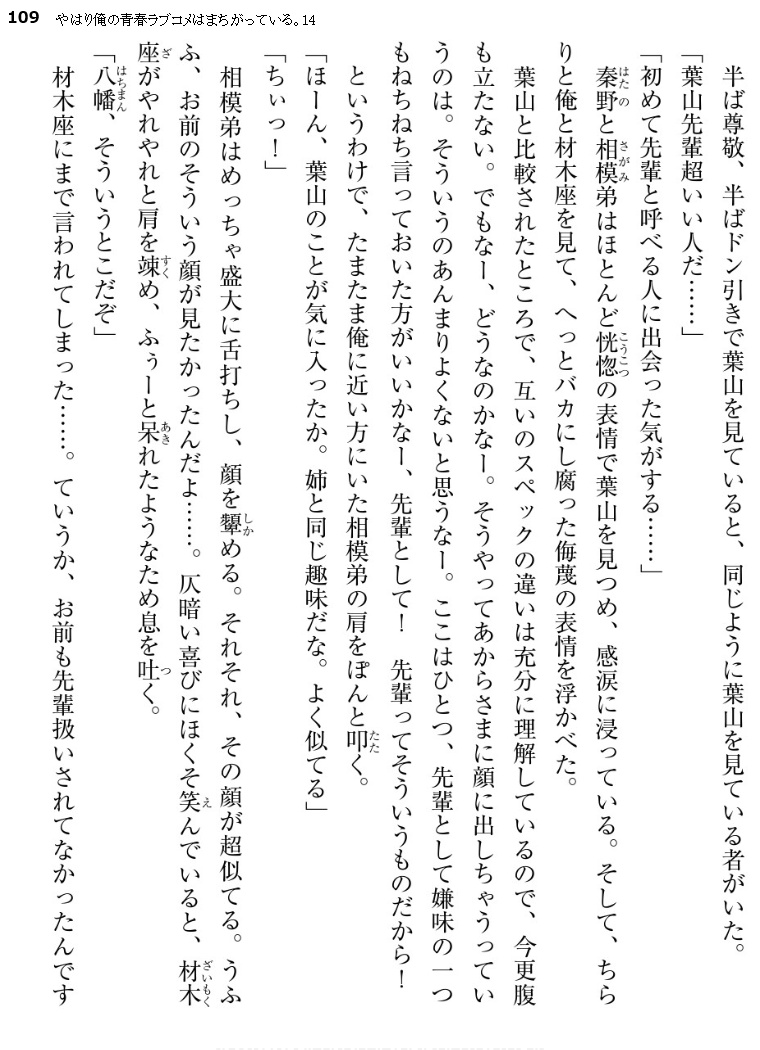 109 やはり俺の青春ラブコメはまちがっている。14
半ば尊敬、半ばドン引きで葉山を見ていると、同じように葉山を見ている者がいた。
「葉山先輩超いい人だ……」
「初めて先輩と呼べる人に出会った気がする……」
秦野と相模弟はほとんど恍惚の表情で葉山を見つめ、感涙に浸っている。そして、ちら
りと俺と材木座を見て、へっとバカにし腐った侮蔑の表情を浮かべた。
葉山と比較されたところで、互いのスペックの違いは充分に理解しているので、今更腹
も立たない。でもなー、どうなのかなー。そうやってあからさまに顔に出しちゃうってい
うのは。そういうのあんまりよくないと思うなー。ここはひとつ、先輩として嫌味の一つ
もねちねち言っておいた方がいいかなー、先輩として！　先輩ってそういうものだから！
というわけで、たまたま俺に近い方にいた相模弟の肩をぽんと叩く。
「ほーん、葉山のことが気に入ったか。姉と同じ趣味だな。よく似てる」
「ちぃっ！」
相模弟はめっちゃ盛大に舌打ちし、顔を顰める。それそれ、その顔が超似てる。うふ
ふ、お前のそういう顔が見たかったんだよ……。仄暗い喜びにほくそ笑んでいると、材木
座がやれやれと肩を竦め、ふぅーと呆れたようなため息を吐く。
「八幡、そういうとこだぞ」
材木座にまで言われてしまった……。ていうか、お前も先輩扱いされてなかったんです